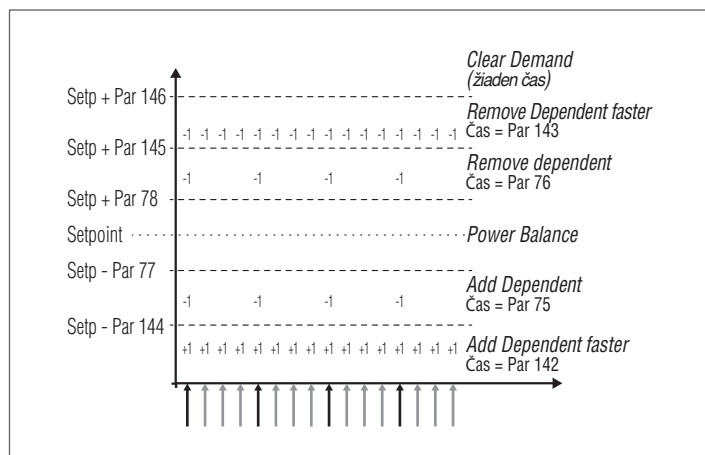 Clear Demand
(žiaden čas)
Setp + Par 146
Remove Dependent faster
-1 -1 -1 -1 -1 -1 -1 -1 -1 -1 -1 -1 -1 -1 -1 -1
Čas = Par 143
Setp + Par 145
Remove dependent
-1 -1 -1 -1
Čas = Par 76
Setp + Par 78
Setpoint
Power Balance
Setp - Par 77
Add Dependent
-1 -1 -1 -1
Čas = Par 75
Setp - Par 144
Add Dependent faster
+1 +1 +1 +1 +1 +1 +1 +1 +1 +1 +1 +1 +1 +1 +1 +1
Čas = Par 142